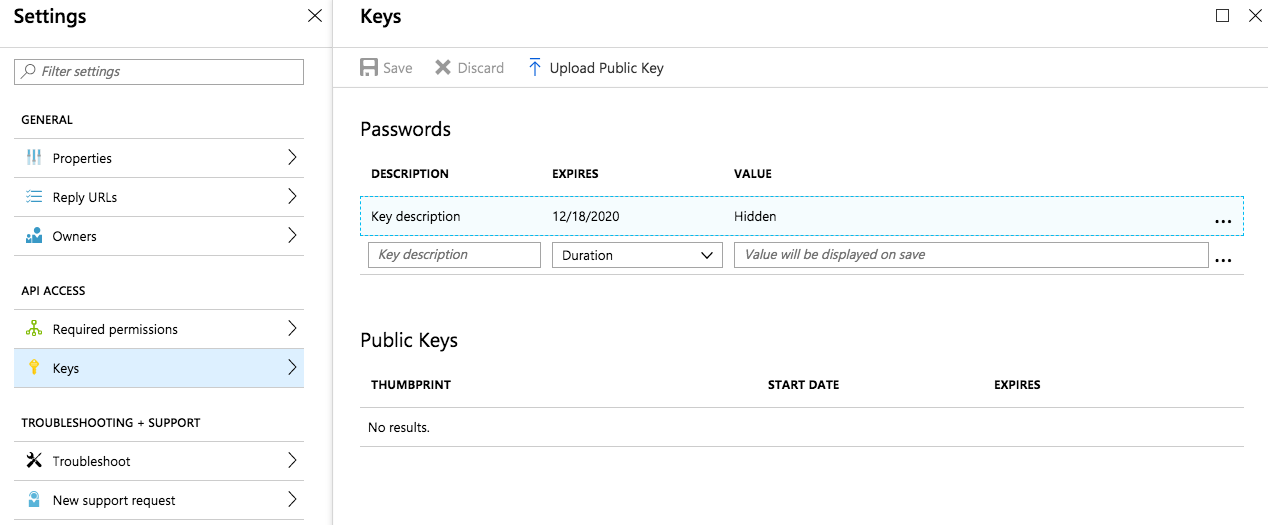 Settings
Filter settings
GENERAL
Properties
Reply URLs
Owners
API ACCESS
Required permissions
Keys
TROUBLESHOOTING + SUPPORT
Troubleshoot
New support request
Keys
Save Discard Upload Public Key
Passwords
DESCRIPTION EXPIRES VALUE
Key description 12/18/2020 Hidden ...
Key description Duration Value will be displayed on save ...
Public Keys
THUMBPRINT START DATE EXPIRES
No results.